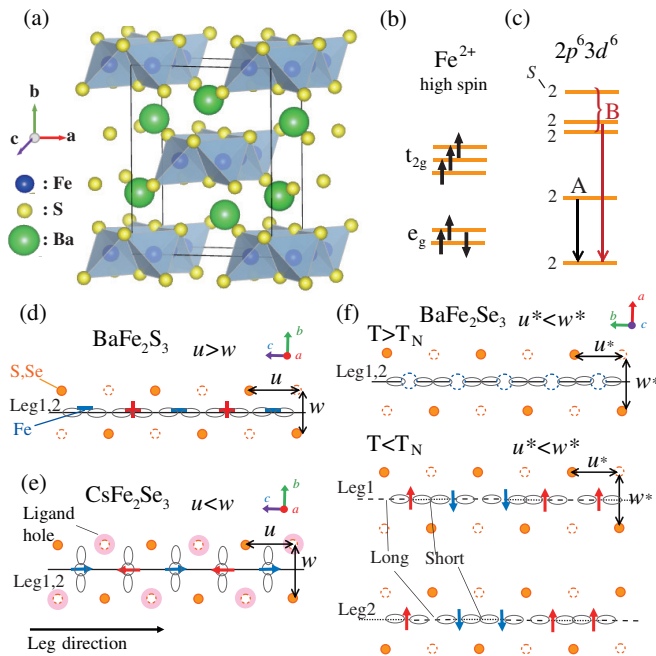 (a)
b
c
a
: Fe
: S
: Ba
(b)
Fe2+
high spin
t2g
eg
(c)
2p63d6
S
2
2
2
B
2
A
2
(d)
BaFe2S3
u>w
b
c
a
S,Se
u
w
Leg1,2
Fe
(e)
CsFe2Se3
u<w
b
c
a
Ligand
hole
u
w
Leg1,2
Leg direction
(f)
BaFe2Se3
a
b
c
T>TN
u*<w*
u*
Leg1,2
w*
T<TN
u*<w*
u*
Leg1
w*
Long
Short
Leg2